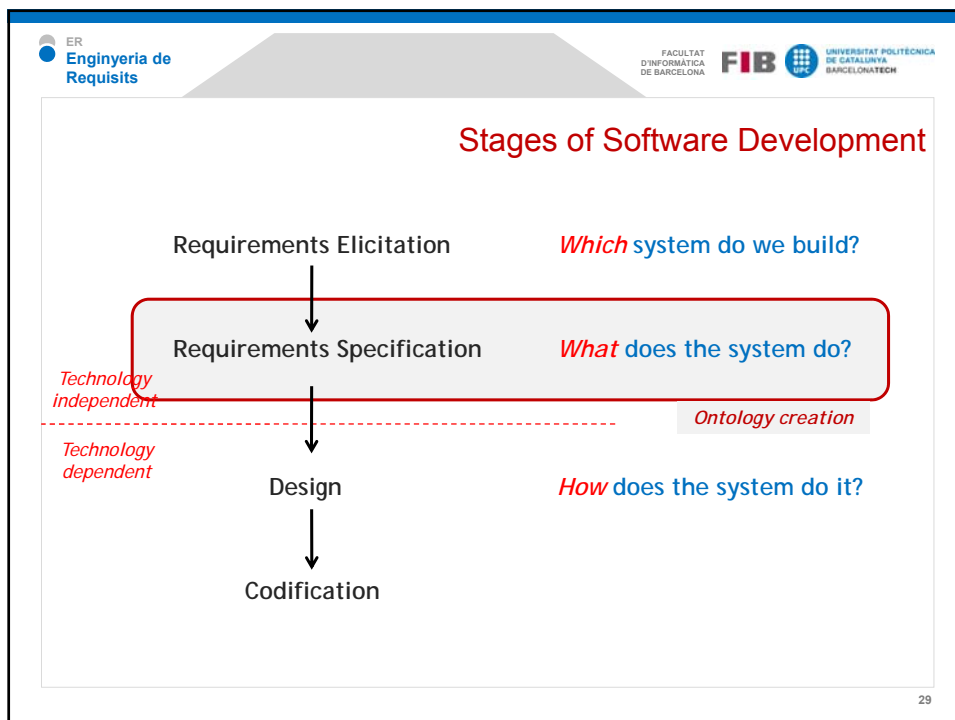 ER
Enginyeria de
Requisits
FACULTAT
D'INFORMÀTICA
DE BARCELONA
FIB
UPC
UNIVERSITAT POLITÈCNICA
DE CATALUNYA
BARCELONATECH
Stages of Software Development
Requirements Elicitation
Which system do we build?
Requirements Specification
What does the system do?
Technology
independent
Ontology creation
Technology
dependent
Design
How does the system do it?
Codification
29